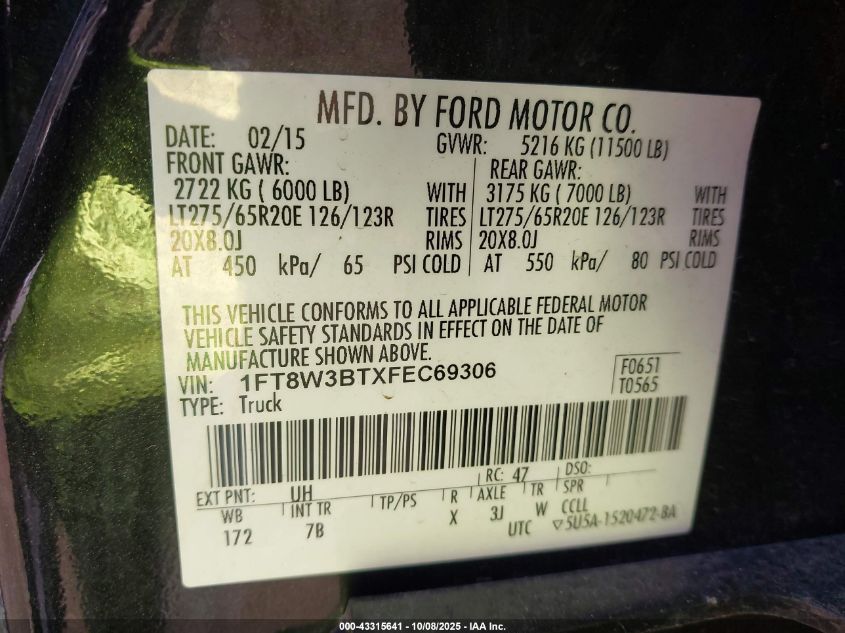 MFD. BY FORD MOTOR CO.
DATE: 02/15 GVWR: 5216 KG (11500 LB)
FRONT GAWR: REAR GAWR:
2722 KG ( 6000 LB) WITH 3175 KG ( 7000 LB) WITH
LT275/65R20E 126/123R TIRES LT275/65R20E 126/123R TIRES
20X8.0J RIMS 20X8.0J RIMS
AT 450 kPa/ 65 PSI COLD AT 550 kPa/ 80 PSI COLD
THIS VEHICLE CONFORMS TO ALL APPLICABLE FEDERAL MOTOR
VEHICLE SAFETY STANDARDS IN EFFECT ON THE DATE OF
MANUFACTURE SHOWN ABOVE.
VIN: 1FT8W3BTXFEC69306 F0651
TYPE: Truck T0565
EXT PNT: UH RC: 47 DSO:
WB INT TR TP/PS R AXLE TR SPR
172 7B X 3J W CCLL
UTC ▽5U5A-1520472-BA
000-43315641 - 10/08/2025 - IAA Inc.